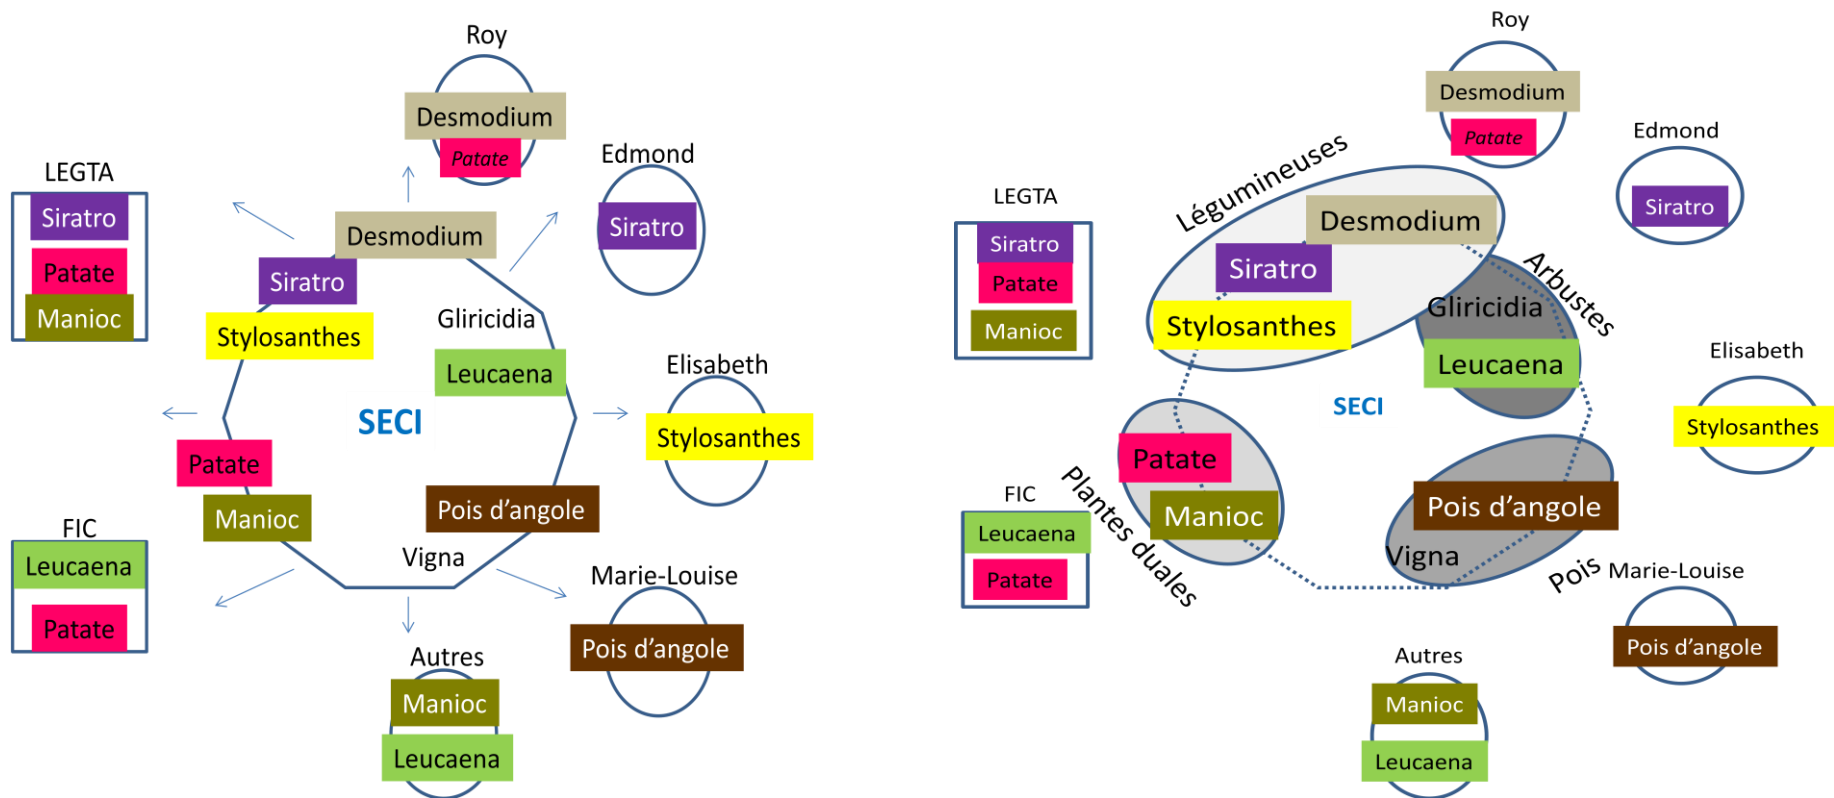 Roy
Desmodium
Patate
Edmond
Siratro
LEGTA
Siratro
Patate
Manioc
Desmodium
Siratro
Stylosanthes
Gliricidia
Leucaena
SECI
Elisabeth
Stylosanthes
Patate
Manioc
Pois d’angole
Vigna
FIC
Leucaena
Patate
Marie-Louise
Pois d’angole
Autres
Manioc
Leucaena
Roy
Desmodium
Patate
Edmond
Siratro
LEGTA
Siratro
Patate
Manioc
Légumineuses
Desmodium
Siratro
Stylosanthes
Arbustes
Gliricidia
Leucaena
SECI
Elisabeth
Stylosanthes
Patate
Manioc
Plantes duales
Pois d’angole
Vigna
Pois
FIC
Leucaena
Patate
Marie-Louise
Pois d’angole
Autres
Manioc
Leucaena